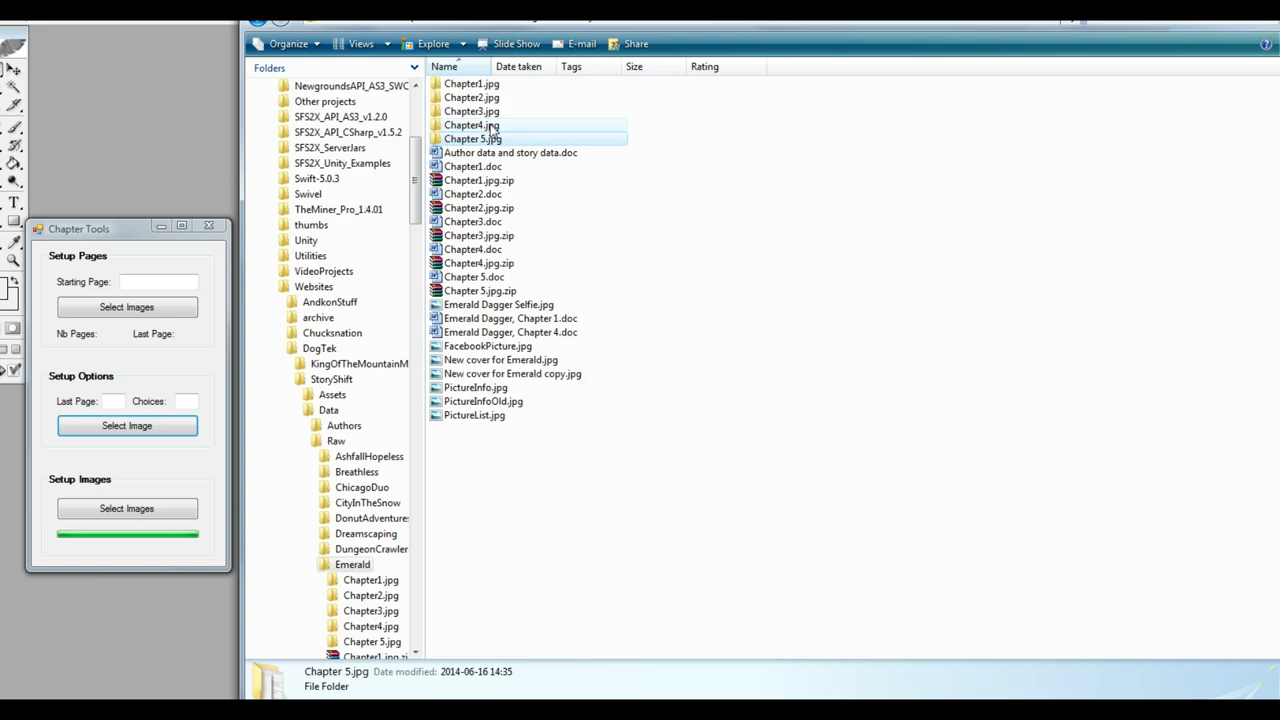 Organize Views Explore Slide Show E-mail Share
Folders
Name Date taken Tags Size Rating
NewgroundsAPI_AS3_SWC
Other projects
SFS2X_API_AS3_v1.2.0
SFS2X_API_CSharp_v1.5.2
SFS2X_ServerJars
SFS2X_Unity_Examples
Swift-5.0.3
Swivel
TheMiner_Pro_1.4.01
thumbs
Unity
Utilities
VideoProjects
Websites
AndkonStuff
archive
Chucksnation
DogTek
KingOfTheMountainM
StoryShift
Assets
Data
Authors
Raw
AshfallHopeless
Breathless
ChicagoDuo
CityInTheSnow
DonutAdventures
Dreamscaping
DungeonCrawler
Emerald
Chapter1.jpg
Chapter2.jpg
Chapter3.jpg
Chapter4.jpg
Chapter 5.jpg
Chapter1.jpg.zi
Chapter1.jpg
Chapter2.jpg
Chapter3.jpg
Chapter4.jpg
Chapter 5.jpg
Author data and story data.doc
Chapter1.doc
Chapter1.jpg.zip
Chapter2.doc
Chapter2.jpg.zip
Chapter3.doc
Chapter3.jpg.zip
Chapter4.doc
Chapter4.jpg.zip
Chapter 5.doc
Chapter 5.jpg.zip
Emerald Dagger Selfie.jpg
Emerald Dagger, Chapter 1.doc
Emerald Dagger, Chapter 4.doc
FacebookPicture.jpg
New cover for Emerald.jpg
New cover for Emerald copy.jpg
PictureInfo.jpg
PictureInfoOld.jpg
PictureList.jpg
Chapter 5.jpg Date modified: 2014-06-16 14:35
File Folder
Chapter Tools
Setup Pages
Starting Page:
Select Images
Nb Pages: Last Page:
Setup Options
Last Page: Choices:
Select Image
Setup Images
Select Images